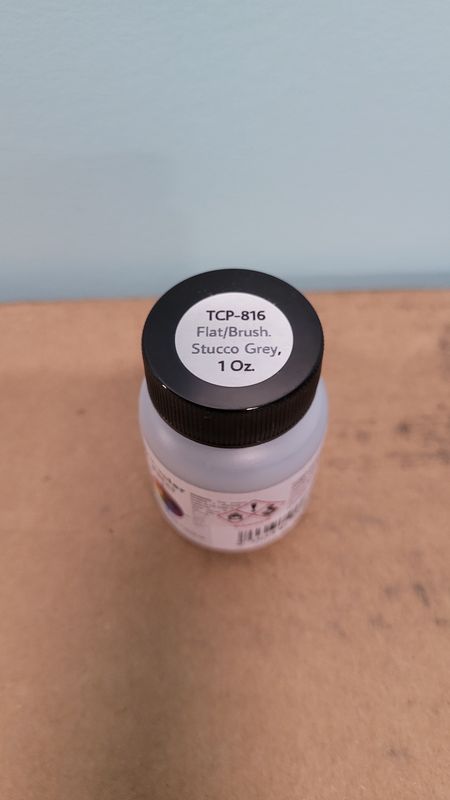 TCP-816
Flat/Brush.
Stucco Grey,
1 Oz.